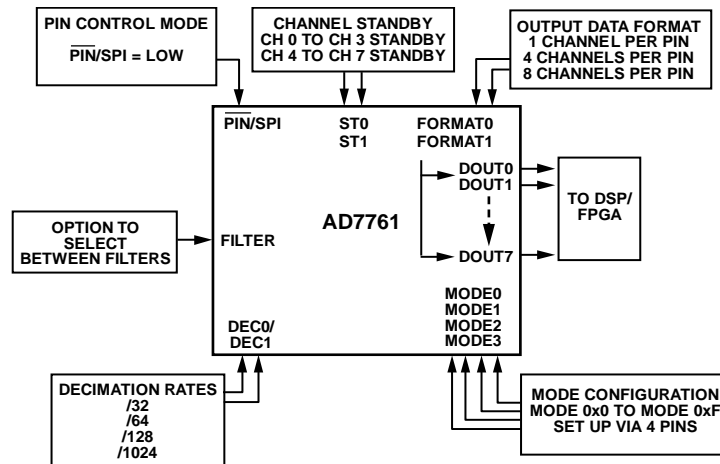 PIN CONTROL MODE
PIN/SPI = LOW
CHANNEL STANDBY
CH 0 TO CH 3 STANDBY
CH 4 TO CH 7 STANDBY
OUTPUT DATA FORMAT
1 CHANNEL PER PIN
4 CHANNELS PER PIN
8 CHANNELS PER PIN
PIN/SPI
ST0
ST1
FORMAT0
FORMAT1
DOUT0
DOUT1
DOUT7
TO DSP/
FPGA
AD7761
OPTION TO
SELECT
BETWEEN FILTERS
FILTER
DEC0/
DEC1
MODE0
MODE1
MODE2
MODE3
DECIMATION RATES
/32
/64
/128
/1024
MODE CONFIGURATION
MODE 0x0 TO MODE 0xF
SET UP VIA 4 PINS